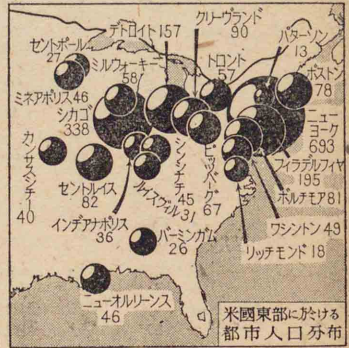 デトロイト157
クリーヴランド
90
パターソン
13
セントポール
27
ミルウォーキー
58
トロント
57
ボストン
78
ミネアポリス46
シカゴ
338
ニュー
ヨーク
693
カンサスシチー
40
シンシナチ
45
ピッツバーグ
67
フィラデルフィヤ
195
ボルチモア81
セントルイス
82
ルイスヴィル31
ワシントン49
インヂアナポリス
36
リッチモンド18
バーミンガム
26
ニューオルリーンス
46
米國東部に於ける
都市人口分布